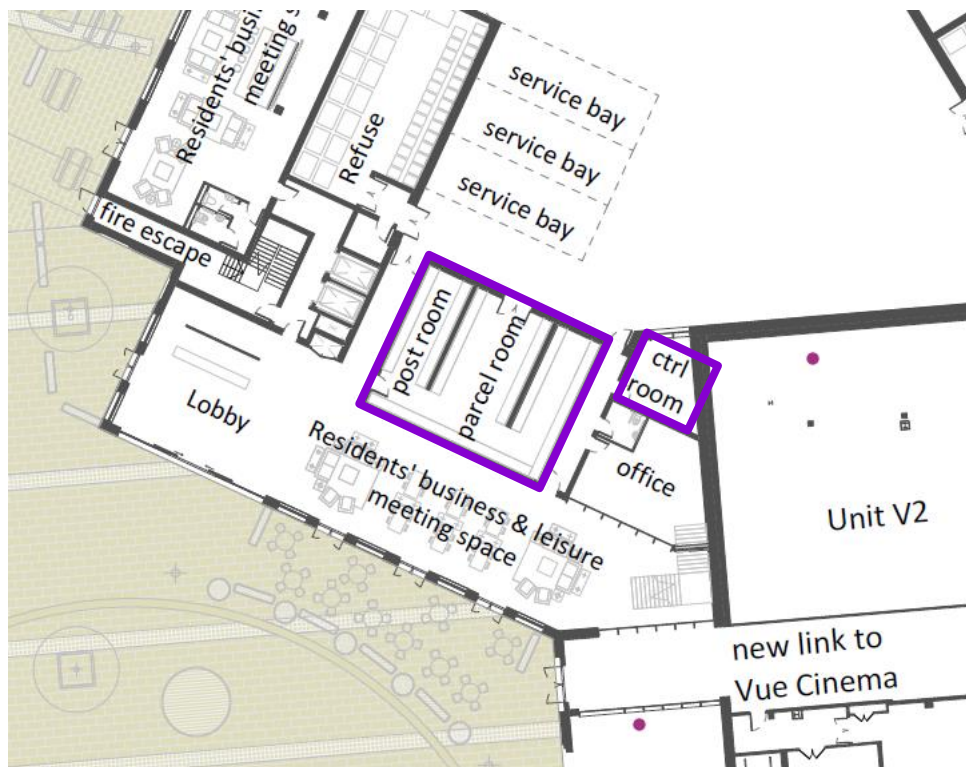 Residents' busi
meeting s
Refuse
service bay
service bay
service bay
fire escape
post room
parcel room
ctrl
room
Lobby
Residents' business & leisure
meeting space
office
Unit V2
new link to
Vue Cinema